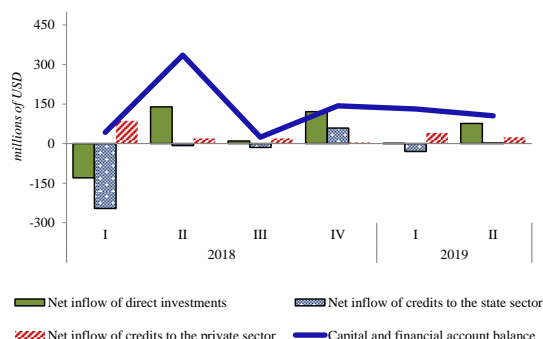 450
300
150
0
-150
-300
millions of USD
I II III IV I II
2018 2019
Net inflow of direct investments
Net inflow of credits to the state sector
Net inflow of credits to the private sector
Capital and financial account balance